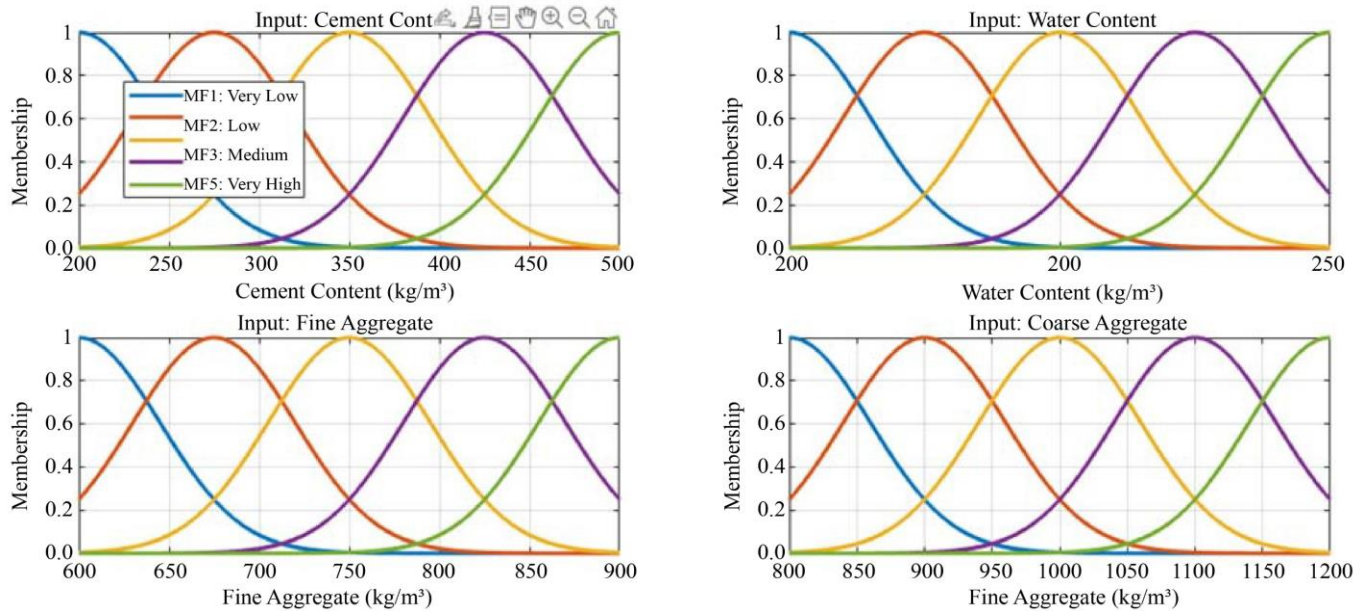 Input: Cement Cont
1
0.8
0.6
0.4
0.2
0.0
Membership
MF1: Very Low
MF2: Low
MF3: Medium
MF5: Very High
200 250 300 350 400 450 500
Cement Content (kg/m³)
Input: Water Content
1
0.8
0.6
0.4
0.2
0.0
Membership
200 200 250
Water Content (kg/m³)
Input: Fine Aggregate
1
0.8
0.6
0.4
0.2
0.0
Membership
600 650 700 750 800 850 900
Fine Aggregate (kg/m³)
Input: Coarse Aggregate
1
0.8
0.6
0.4
0.2
0.0
Membership
800 850 900 950 1000 1050 1100 1150 1200
Fine Aggregate (kg/m³)